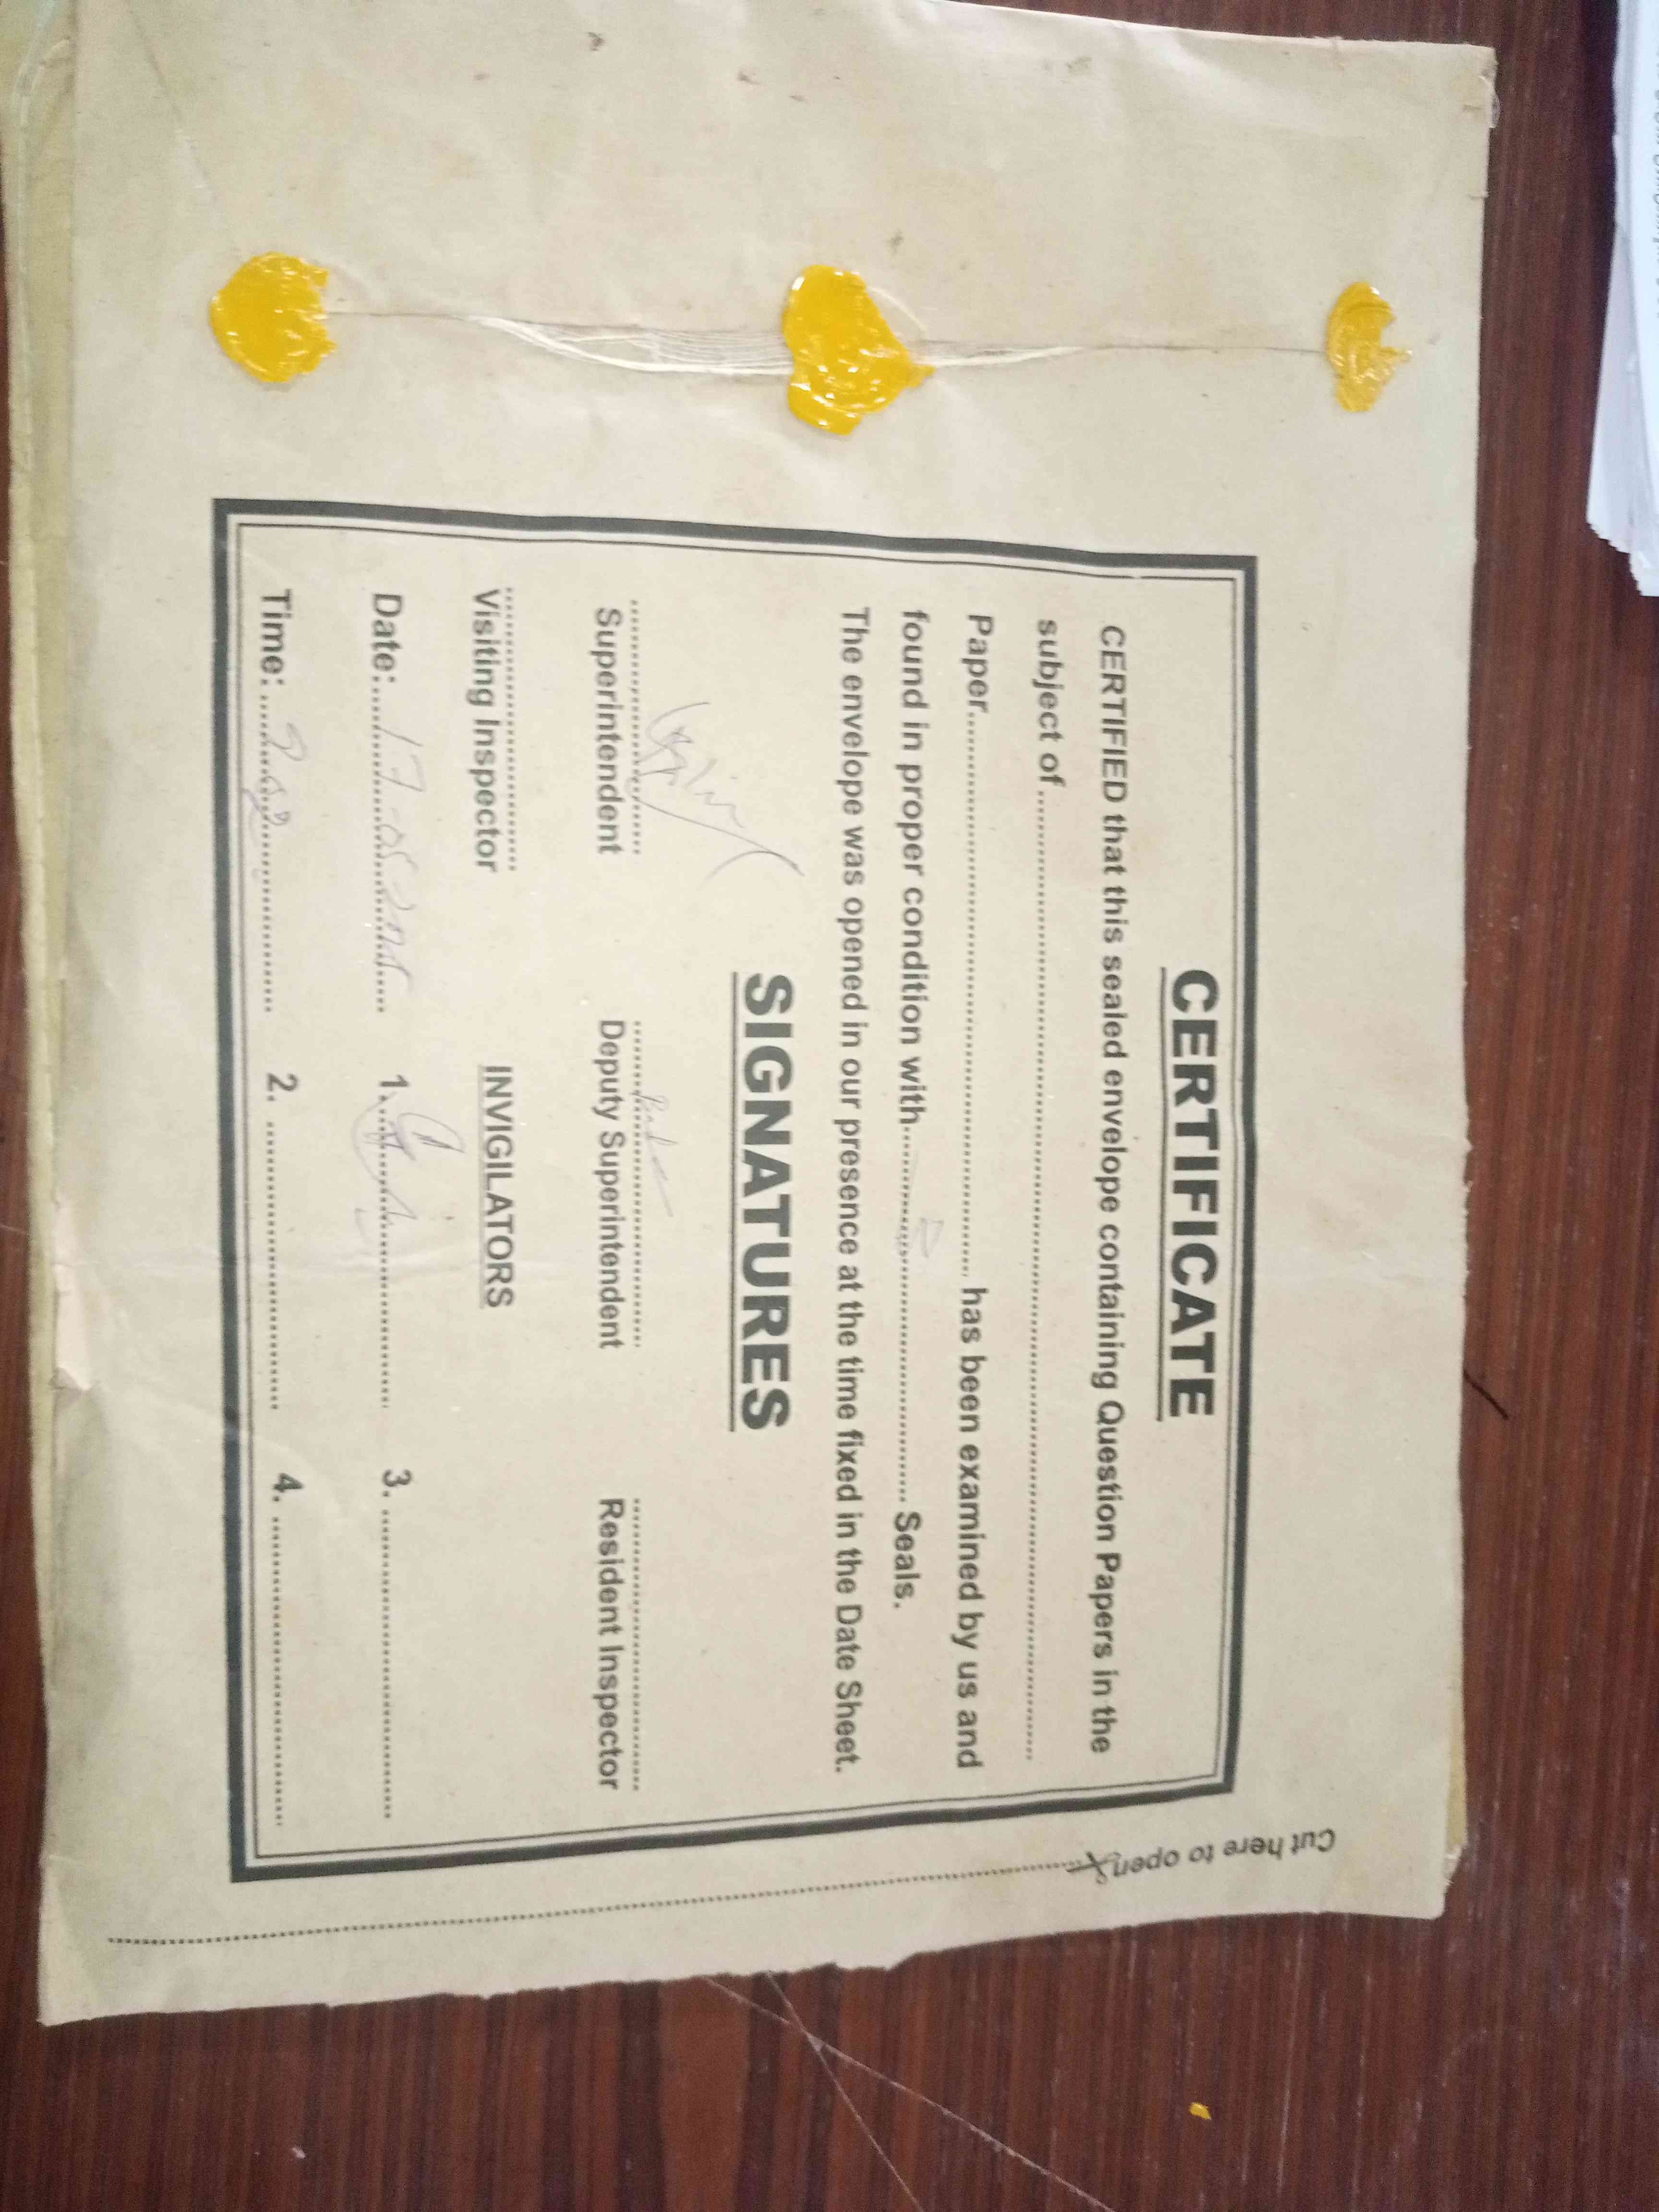 CERTIFICATE
CERTIFIED that this sealed envelope containing Question Papers in the
subject of ..........
Paper.......... has been examined by us and
found in proper condition with.......... Seals.
The envelope was opened in our presence at the time fixed in the Date Sheet.
SIGNATURES
Superintendent Deputy Superintendent Resident Inspector
Visiting Inspector INVIGILATORS
Date: 1. 3.
Time: 2. 4.
Cut here to open